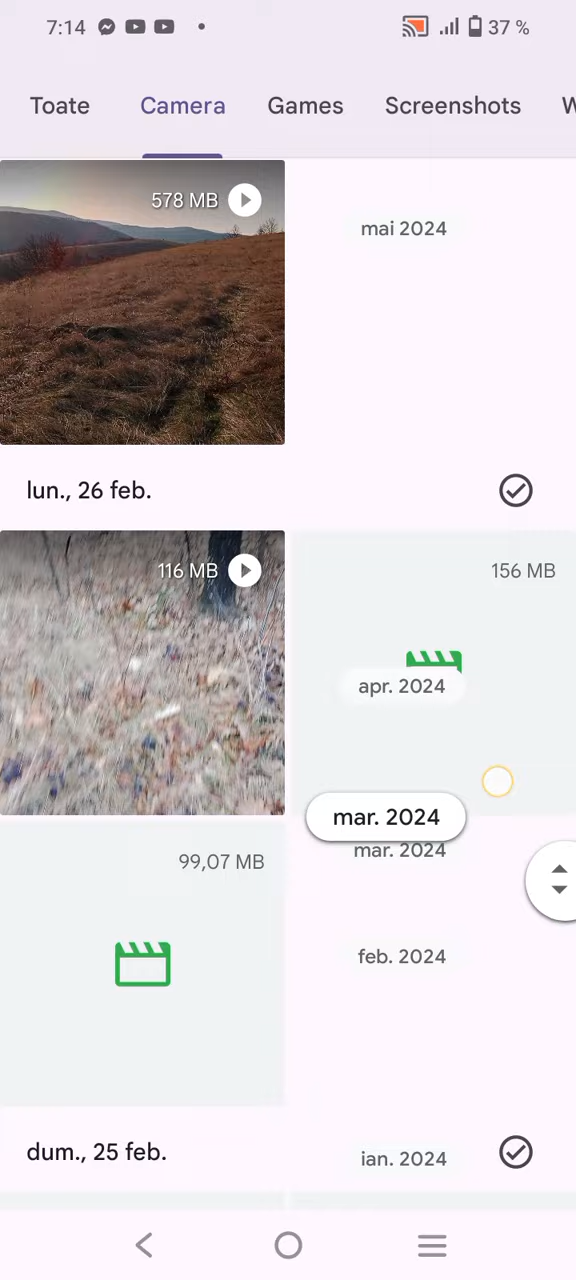 7:14
37 %
Toate
Camera
Games
Screenshots
W
578 MB
mai 2024
lun., 26 feb.
116 MB
156 MB
apr. 2024
mar. 2024
mar. 2024
99,07 MB
feb. 2024
dum., 25 feb.
ian. 2024